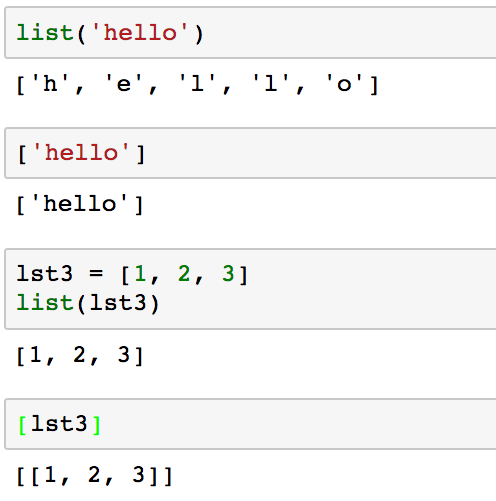 list('hello')
['h', 'e', 'l', 'l', 'o']
['hello']
['hello']
lst3 = [1, 2, 3]
list(lst3)
[1, 2, 3]
[lst3]
[[1, 2, 3]]